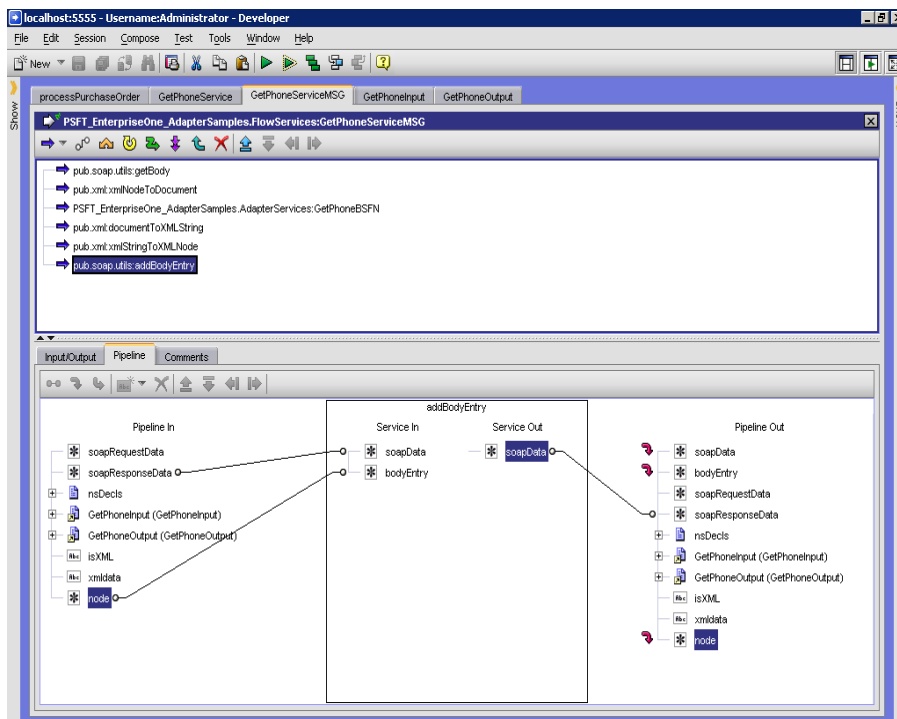 localhost:5555 - Username:Administrator - Developer
File Edit Session Compose Test Tools Window Help
New
Show
processPurchaseOrder GetPhoneService GetPhoneServiceMSG GetPhoneInput GetPhoneOutput
PSFT_EnterpriseOne_AdapterSamples.FlowServices:GetPhoneServiceMSG
pub.soap.utils:getBody
pub.xml:xmlNodeToDocument
PSFT_EnterpriseOne_AdapterSamples.AdapterServices:GetPhoneBSFN
pub.xml:documentToXMLString
pub.xml:xmlStringToXMLNode
pub.soap.utils:addBodyEntry
Input/Output Pipeline Comments
addBodyEntry
Pipeline In Service In Service Out Pipeline Out
soapRequestData soapData soapData soapData
soapResponseData bodyEntry bodyEntry
nsDecls soapRequestData
GetPhoneInput (GetPhoneInput) soapResponseData
GetPhoneOutput (GetPhoneOutput) nsDecls
Abc isXML GetPhoneInput (GetPhoneInput)
Abc xmldata GetPhoneOutput (GetPhoneOutput)
node Abc isXML
Abc xmldata
node